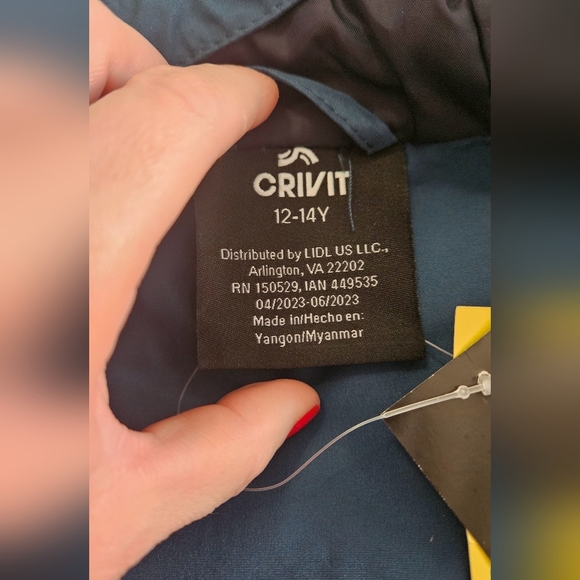 CRIVIT
12-14Y
Distributed by LIDL US LLC.,
Arlington, VA 22202
RN 150529, IAN 449535
04/2023-06/2023
Made in/Hecho en:
Yangon/Myanmar